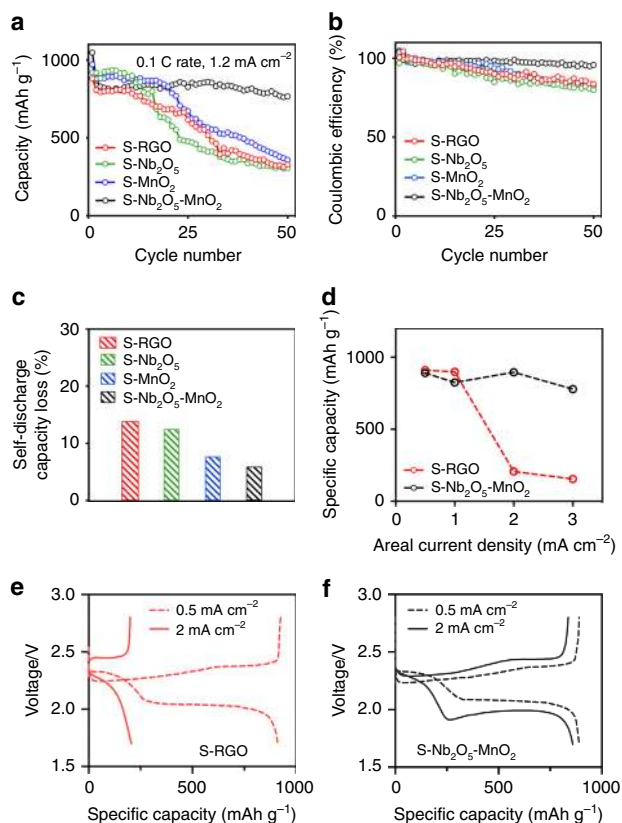 a
1000
500
0
0.1 C rate, 1.2 mA cm⁻²
S-RGO
S-Nb₂O₅
S-MnO₂
S-Nb₂O₅-MnO₂
0 25 50
Cycle number
Capacity (mAh g⁻¹)
b
100
50
0
S-RGO
S-Nb₂O₅
S-MnO₂
S-Nb₂O₅-MnO₂
0 25 50
Cycle number
Coulombic efficiency (%)
c
30
20
10
0
S-RGO
S-Nb₂O₅
S-MnO₂
S-Nb₂O₅-MnO₂
Self-discharge
capacity loss (%)
d
1000
500
0
S-RGO
S-Nb₂O₅-MnO₂
0 1 2 3
Areal current density (mA cm⁻²)
Specific capacity (mAh g⁻¹)
e
3.0
2.5
2.0
1.5
0.5 mA cm⁻²
2 mA cm⁻²
S-RGO
0 500 1000
Specific capacity (mAh g⁻¹)
Voltage/V
f
3.0
2.5
2.0
1.5
0.5 mA cm⁻²
2 mA cm⁻²
S-Nb₂O₅-MnO₂
0 500 1000
Specific capacity (mAh g⁻¹)
Voltage/V